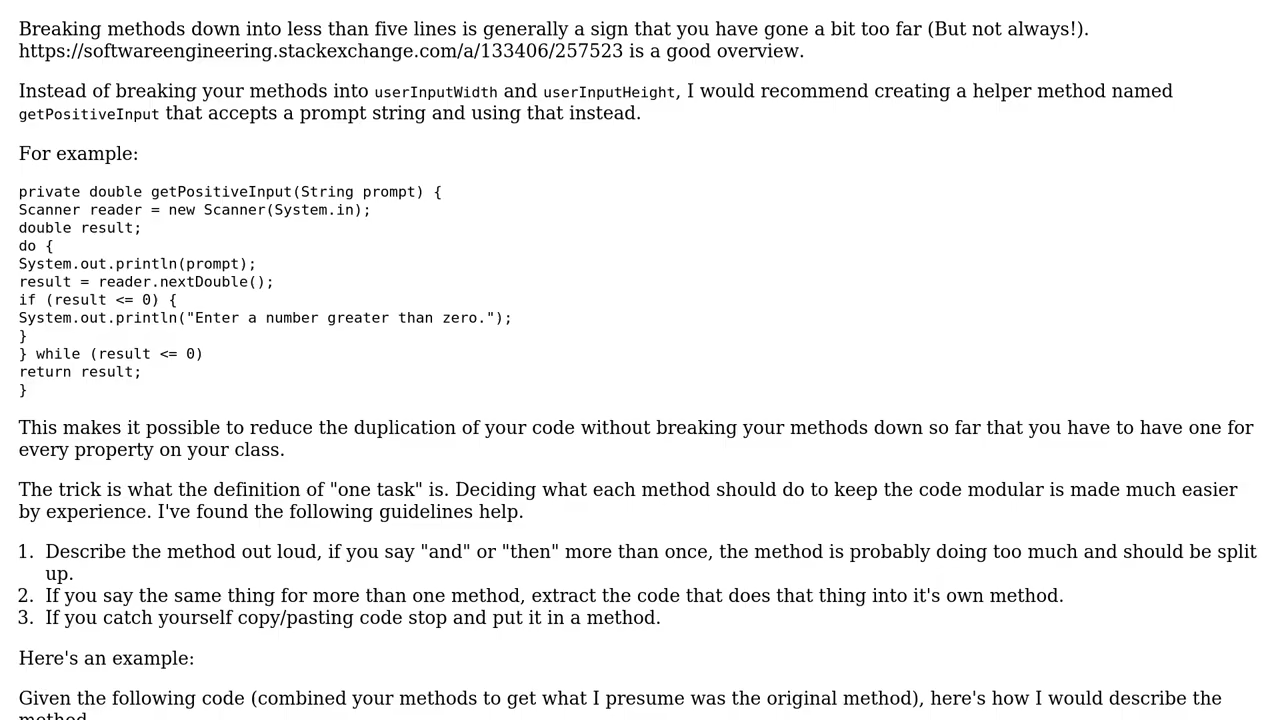 Breaking methods down into less than five lines is generally a sign that you have gone a bit too far (But not always!).
https://softwareengineering.stackexchange.com/a/133406/257523 is a good overview.
Instead of breaking your methods into userInputWidth and userInputHeight, I would recommend creating a helper method named
getPositiveInput that accepts a prompt string and using that instead.
For example:
private double getPositiveInput(String prompt) {
Scanner reader = new Scanner(System.in);
double result;
do {
System.out.println(prompt);
result = reader.nextDouble();
if (result <= 0) {
System.out.println("Enter a number greater than zero.");
}
} while (result <= 0)
return result;
}
This makes it possible to reduce the duplication of your code without breaking your methods down so far that you have to have one for
every property on your class.
The trick is what the definition of "one task" is. Deciding what each method should do to keep the code modular is made much easier
by experience. I've found the following guidelines help.
1. Describe the method out loud, if you say "and" or "then" more than once, the method is probably doing too much and should be split
up.
2. If you say the same thing for more than one method, extract the code that does that thing into it's own method.
3. If you catch yourself copy/pasting code stop and put it in a method.
Here's an example:
Given the following code (combined your methods to get what I presume was the original method), here's how I would describe the
method.